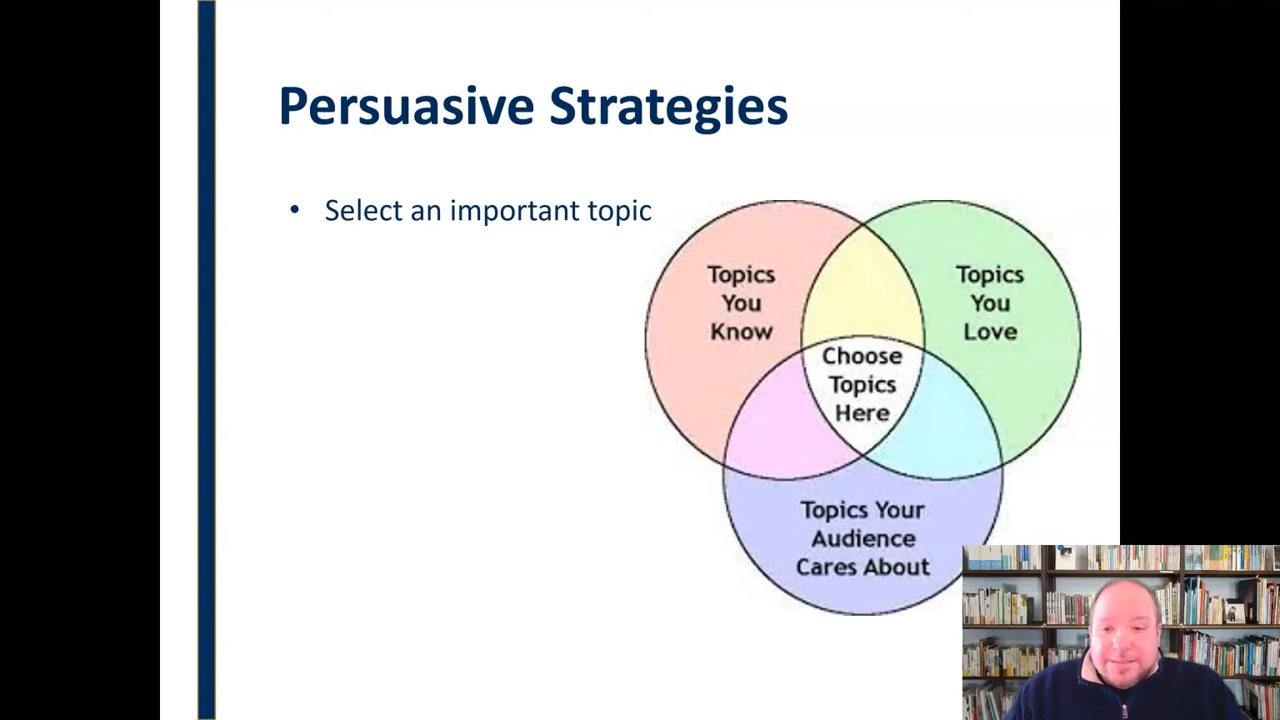 Persuasive Strategies
• Select an important topic
Topics
You
Know
Topics
You
Love
Choose
Topics
Here
Topics Your
Audience
Cares About